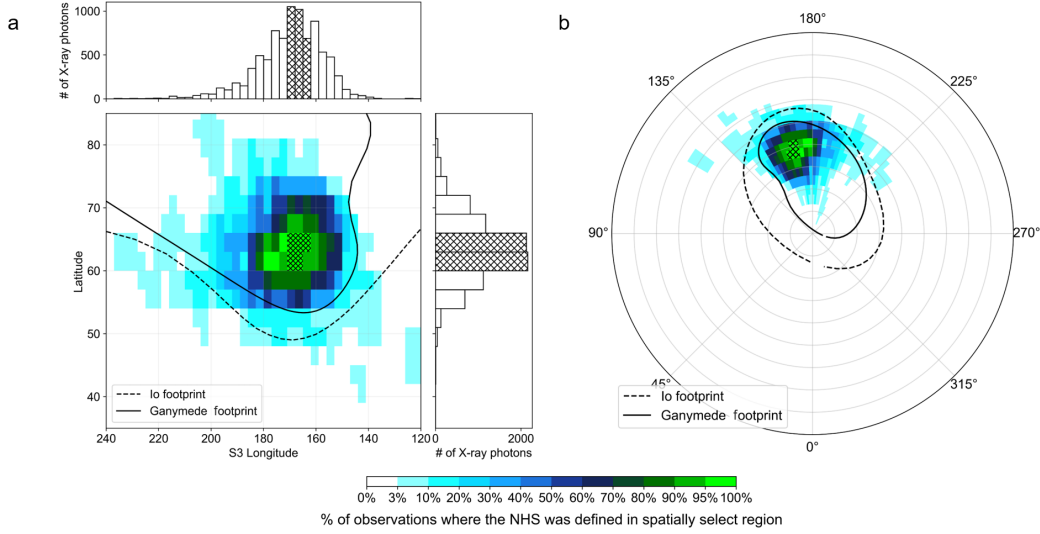 a
# of X-ray photons
1000
500
0
Latitude
80
70
60
50
40
Io footprint
Ganymede footprint
240 220 200 180 160 140 120
S3 Longitude
0 2000
# of X-ray photons
b
180°
135° 225°
90° 270°
45° 315°
0°
Io footprint
Ganymede footprint
0% 3% 10% 20% 30% 40% 50% 60% 70% 80% 90% 95% 100%
% of observations where the NHS was defined in spatially select region